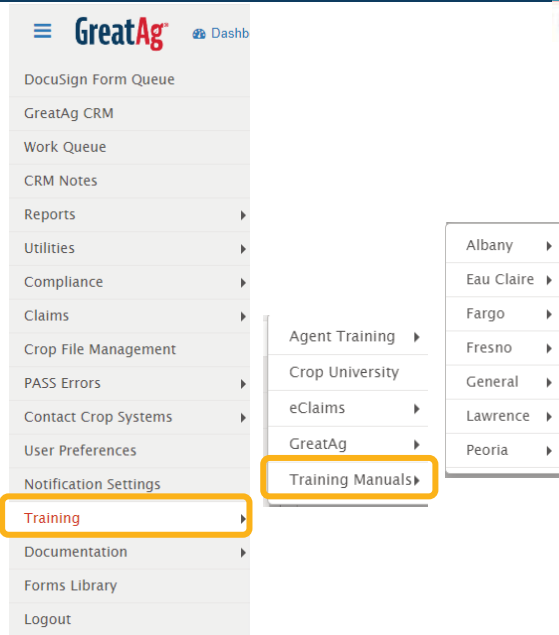 GreatAg
Dashb
DocuSign Form Queue
GreatAg CRM
Work Queue
CRM Notes
Reports
Utilities
Compliance
Claims
Crop File Management
PASS Errors
Contact Crop Systems
User Preferences
Notification Settings
Training
Documentation
Forms Library
Logout
Agent Training
Crop University
eClaims
GreatAg
Training Manuals
Albany
Eau Claire
Fargo
Fresno
General
Lawrence
Peoria